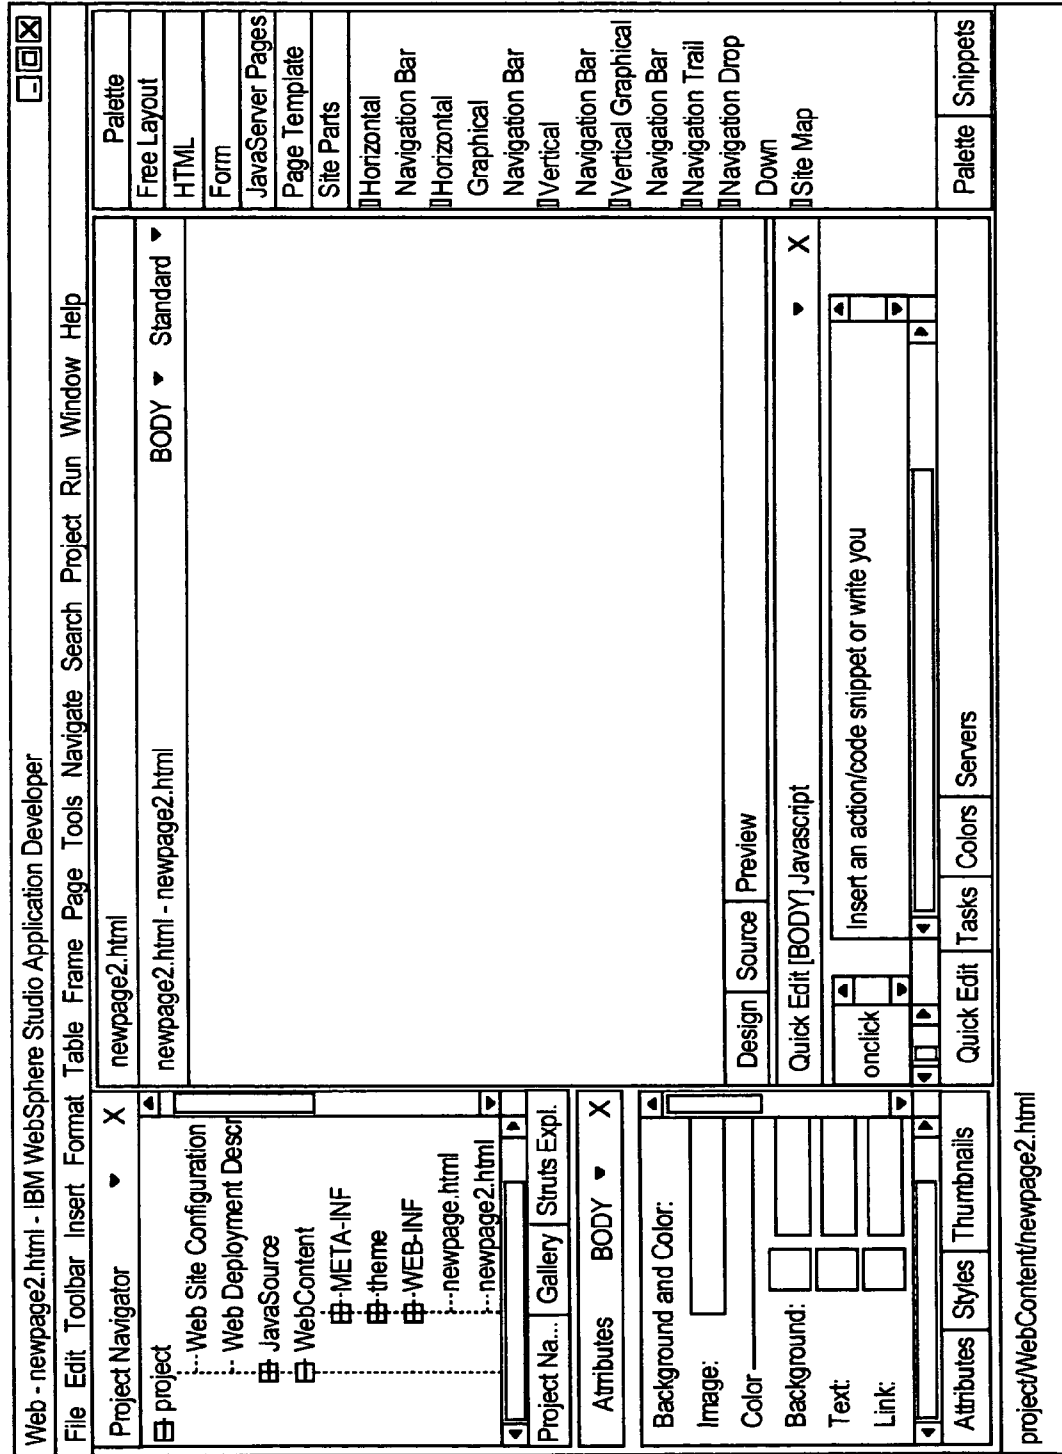 Web - newpage2.html - IBM WebSphere Studio Application Developer
File Edit Toolbar Insert Format Table Frame Page Tools Navigate Search Project Run Window Help
Project Navigator X
project
Web Site Configuration
Web Deployment Descr
JavaSource
WebContent
META-INF
theme
WEB-INF
newpage.html
newpage2.html
Project Na... Gallery Struts Expl.
Attributes BODY X
Background and Color:
Image:
Color
Background:
Text:
Link:
Attributes Styles Thumbnails
newpage2.html
newpage2.html - newpage2.html BODY Standard
Design Source Preview
Quick Edit [BODY] Javascript X
onclick
Insert an action/code snippet or write you
Quick Edit Tasks Colors Servers
Palette
Free Layout
HTML
Form
JavaServer Pages
Page Template
Site Parts
Horizontal
Navigation Bar
Horizontal
Graphical
Navigation Bar
Vertical
Navigation Bar
Vertical Graphical
Navigation Bar
Navigation Trail
Navigation Drop
Down
Site Map
Palette Snippets
project/WebContent/newpage2.html